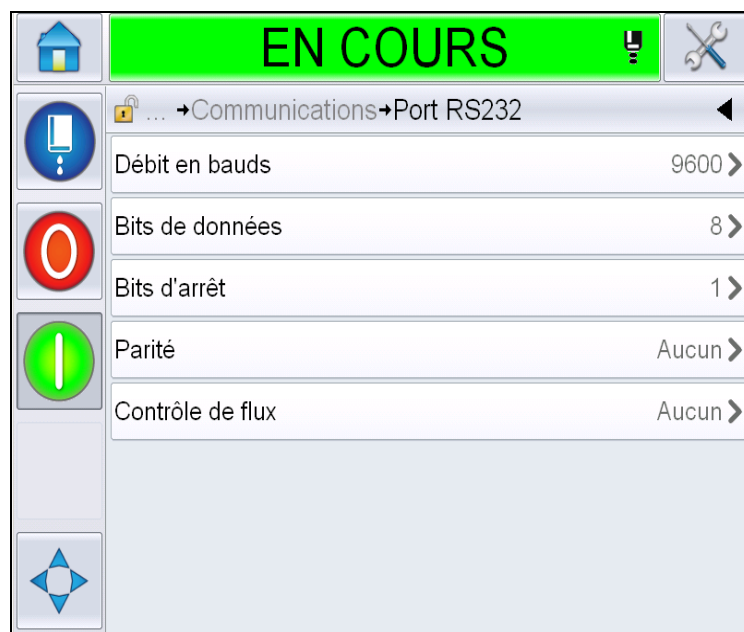 EN COURS
... →Communications→Port RS232
Débit en bauds 9600
Bits de données 8
Bits d'arrêt 1
Parité Aucun
Contrôle de flux Aucun